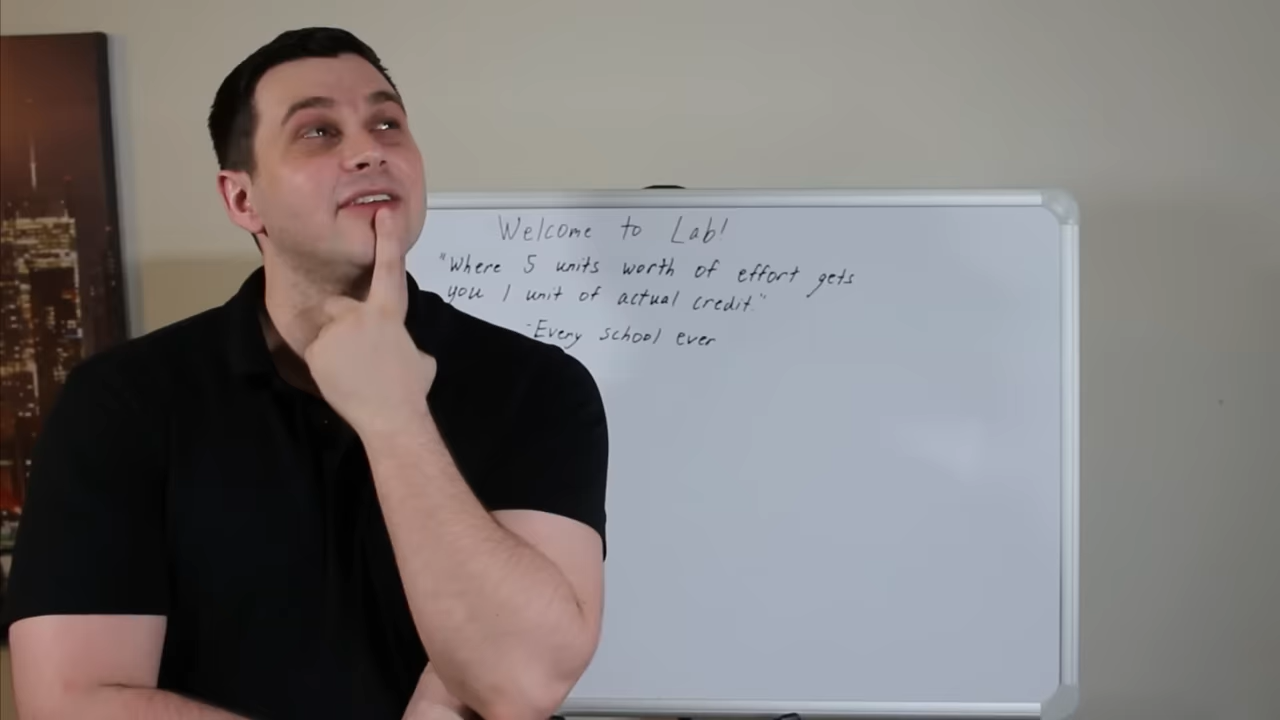 Welcome to Lab!
"Where 5 units worth of effort gets
you 1 unit of actual credit."
-Every school ever